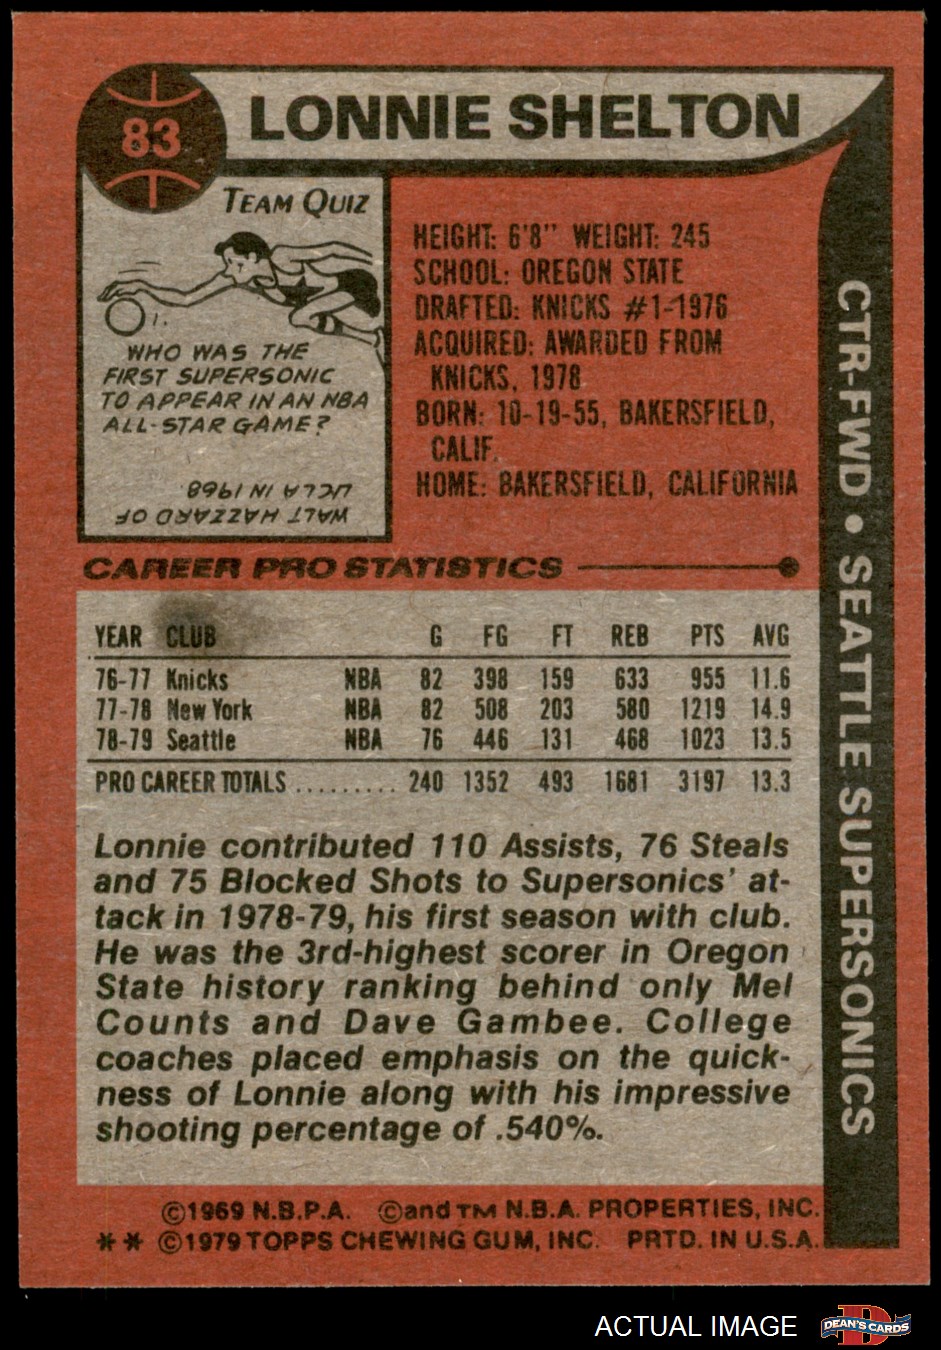 83
LONNIE SHELTON
TEAM QUIZ
1.
WHO WAS THE
FIRST SUPERSONIC
TO APPEAR IN AN NBA
ALL-STAR GAME?
WALT HAZZARD OF
UCLA IN 1968
HEIGHT: 6'8" WEIGHT: 245
SCHOOL: OREGON STATE
DRAFTED: KNICKS #1-1976
ACQUIRED: AWARDED FROM
KNICKS, 1978
BORN: 10-19-55, BAKERSFIELD,
CALIF.
HOME: BAKERSFIELD, CALIFORNIA
CTR-FWD • SEATTLE SUPERSONICS
CAREER PRO STATISTICS
YEAR CLUB G FG FT REB PTS AVG
76-77 Knicks NBA 82 398 159 633 955 11.6
77-78 New York NBA 82 508 203 580 1219 14.9
78-79 Seattle NBA 76 446 131 468 1023 13.5
PRO CAREER TOTALS .......... 240 1352 493 1681 3197 13.3
Lonnie contributed 110 Assists, 76 Steals
and 75 Blocked Shots to Supersonics' at-
tack in 1978-79, his first season with club.
He was the 3rd-highest scorer in Oregon
State history ranking behind only Mel
Counts and Dave Gambee. College
coaches placed emphasis on the quick-
ness of Lonnie along with his impressive
shooting percentage of .540%.
©1969 N.B.P.A. ©and TM N.B.A. PROPERTIES, INC.
** ©1979 TOPPS CHEWING GUM, INC. PRTD. IN U.S.A.
ACTUAL IMAGE
D
DEAN'S CARDS